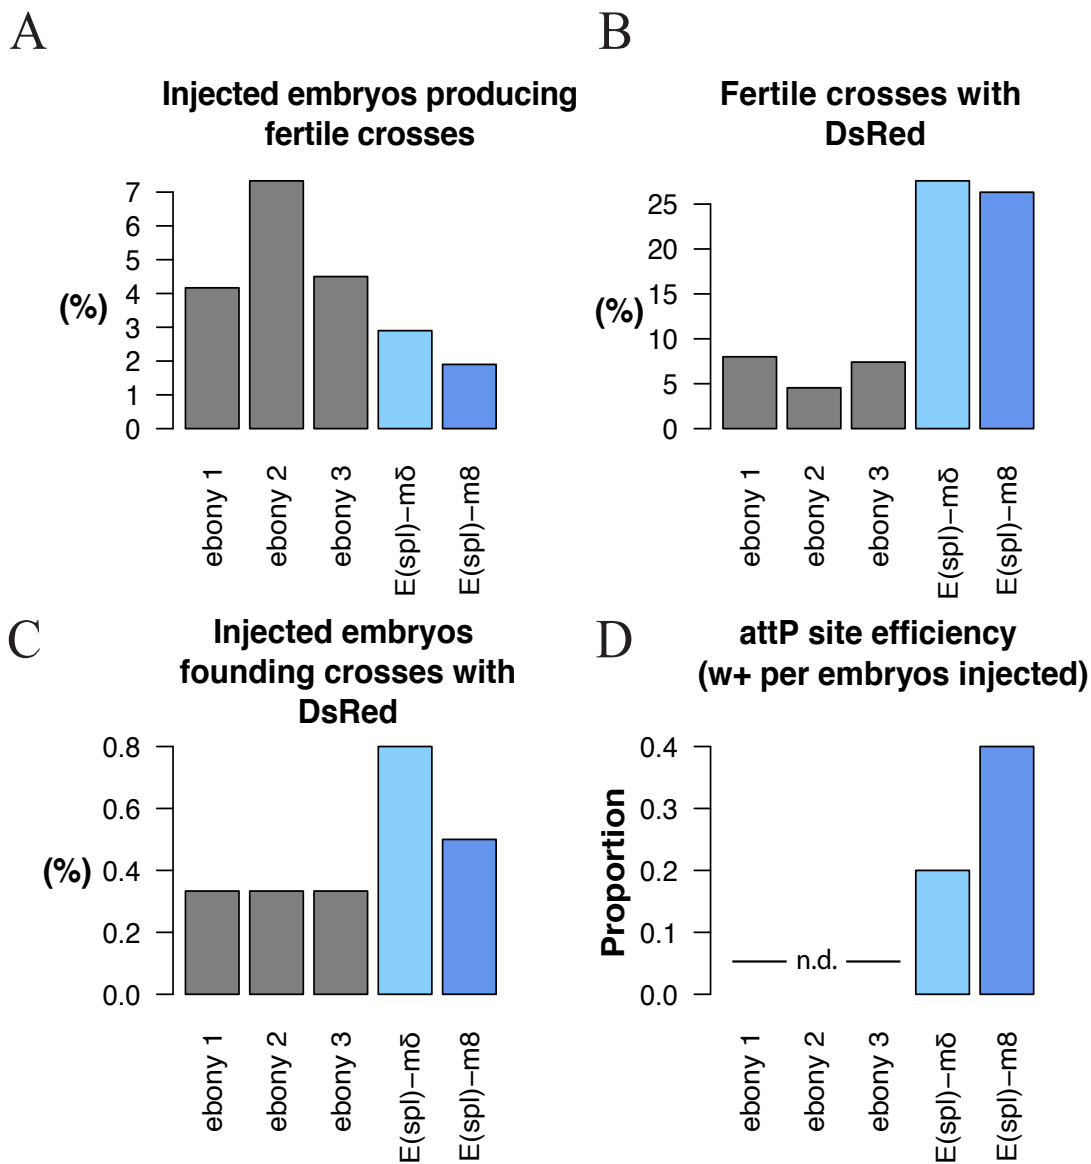 A
Injected embryos producing
fertile crosses
7
6
5
4
3
2
1
0
(%)
ebony 1
ebony 2
ebony 3
E(spl)−mδ
E(spl)−m8
B
Fertile crosses with
DsRed
25
20
15
10
5
0
(%)
ebony 1
ebony 2
ebony 3
E(spl)−mδ
E(spl)−m8
C
Injected embryos
founding crosses with
DsRed
0.8
0.6
0.4
0.2
0.0
(%)
ebony 1
ebony 2
ebony 3
E(spl)−mδ
E(spl)−m8
D
attP site efficiency
(w+ per embryos injected)
0.4
0.3
0.2
0.1
0.0
Proportion
n.d.
ebony 1
ebony 2
ebony 3
E(spl)−mδ
E(spl)−m8